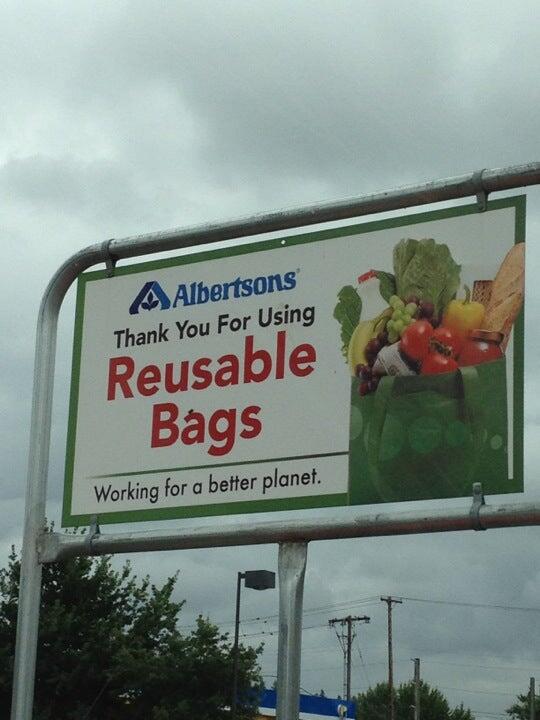 Albertsons
Thank You For Using
Reusable
Bags
Working for a better planet.